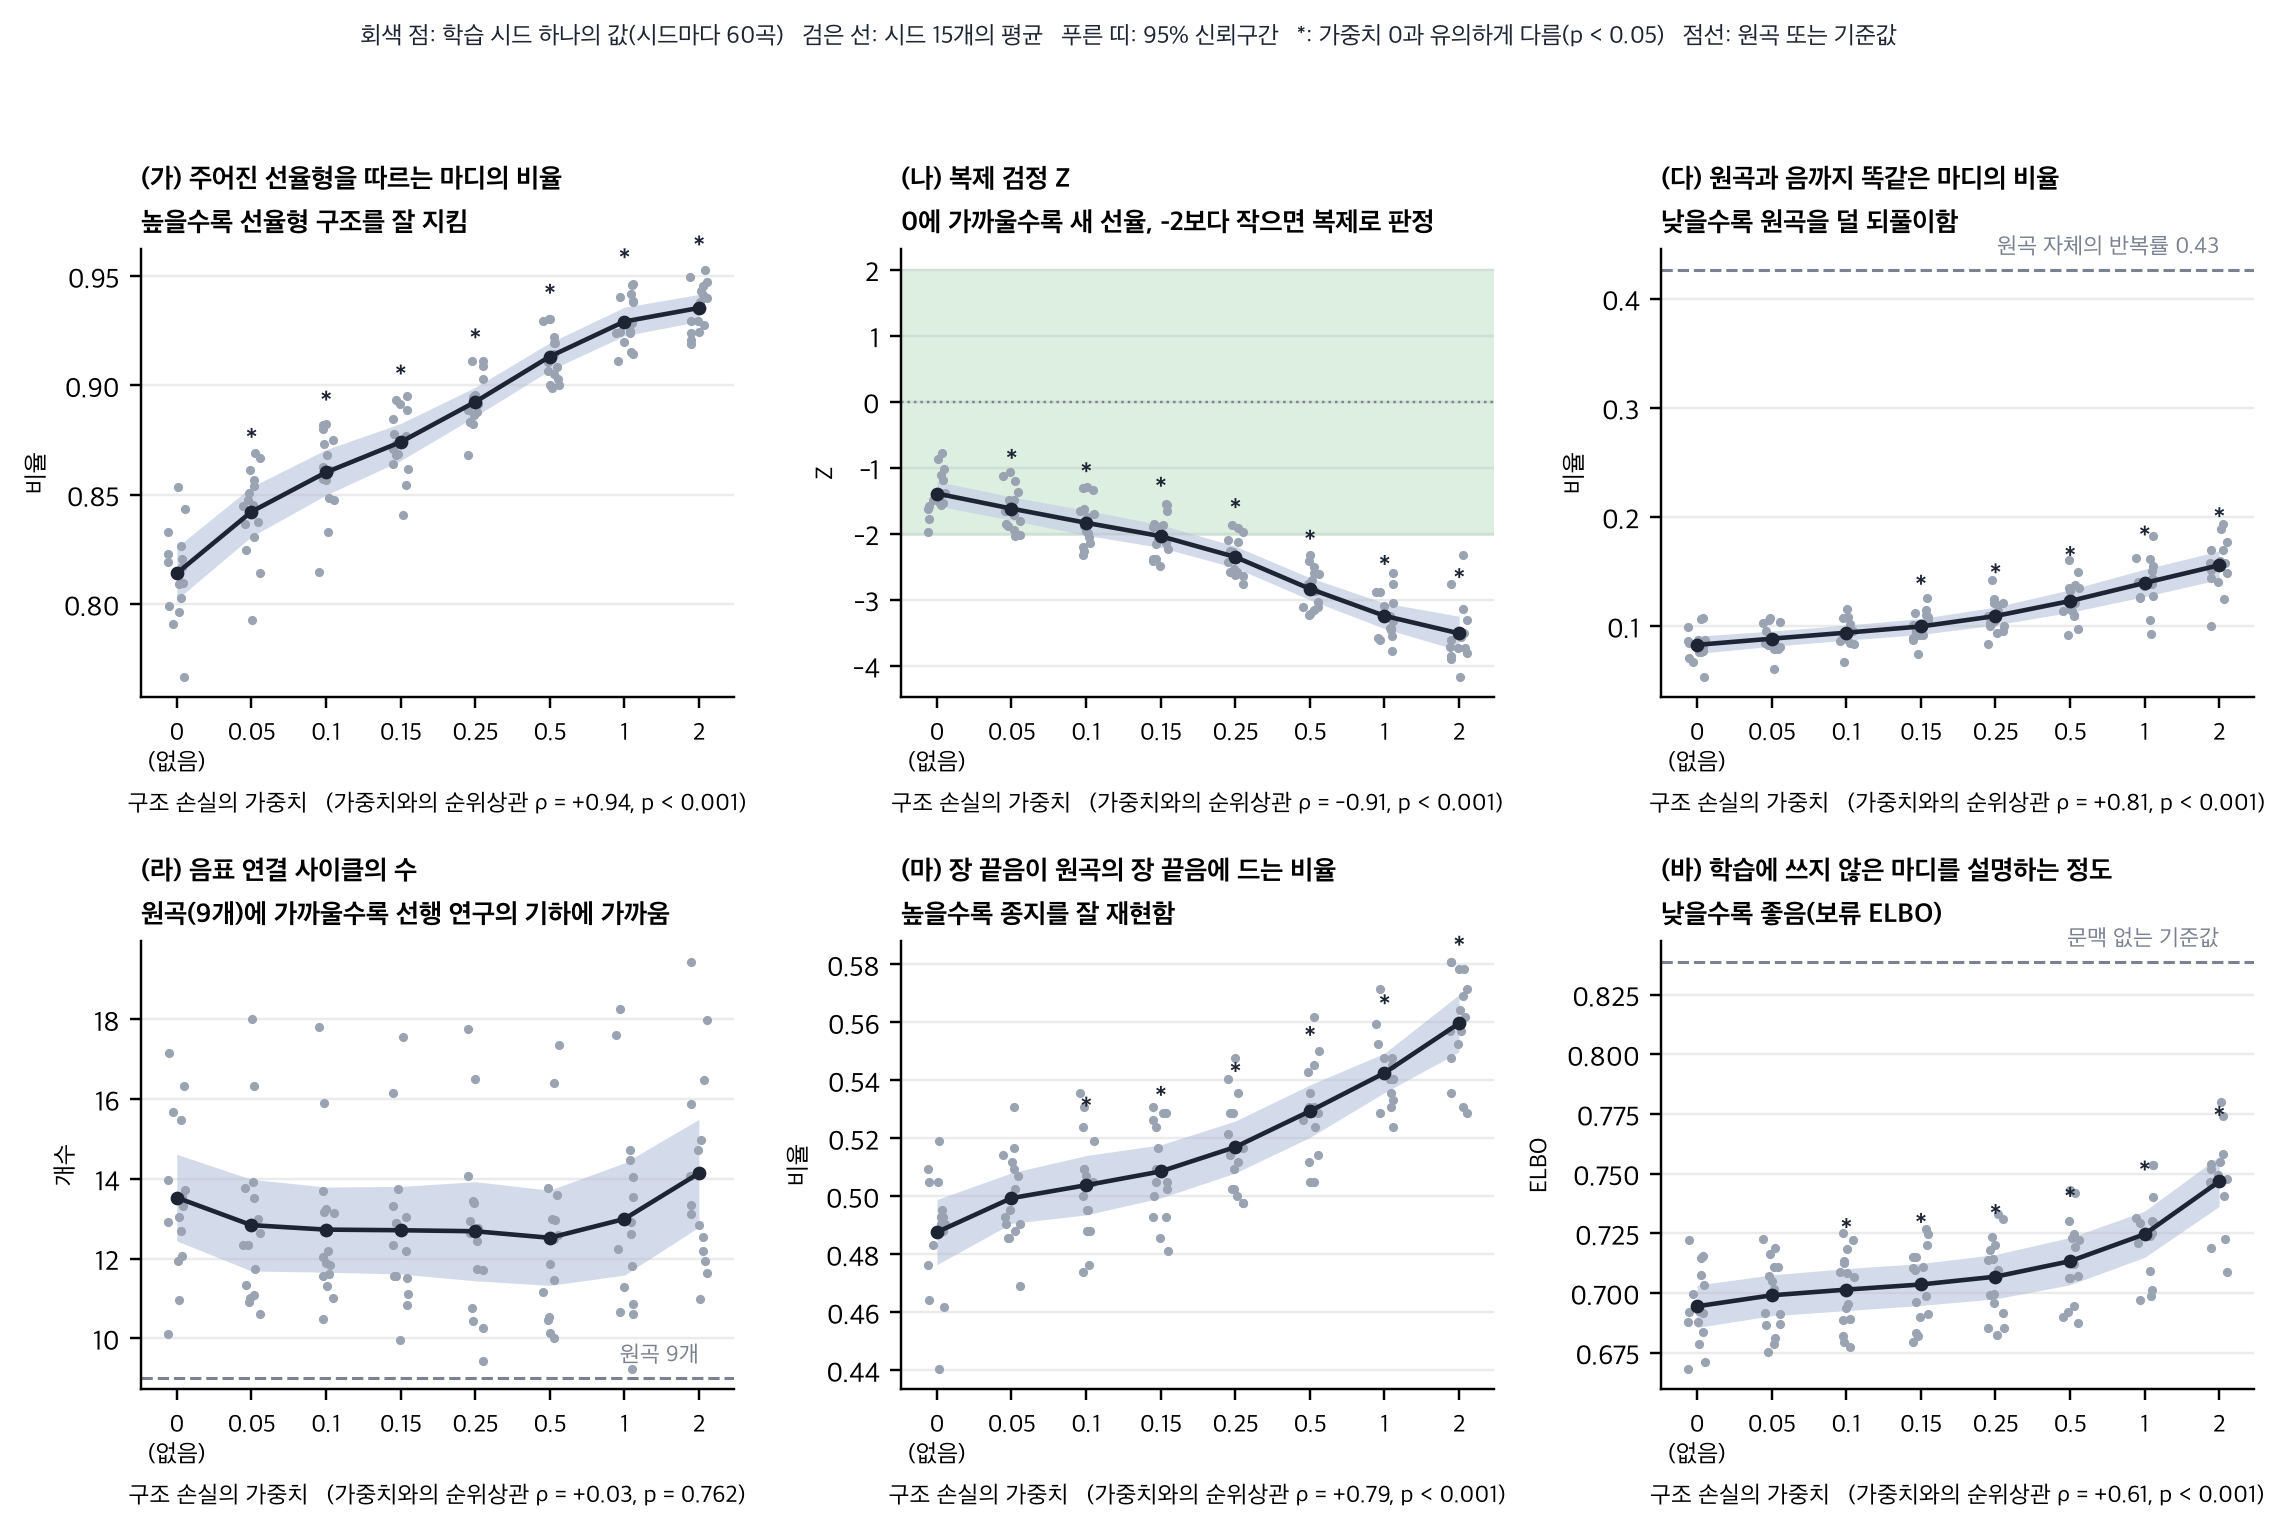 회색 점: 학습 시드 하나의 값(시드마다 60곡)   검은 선: 시드 15개의 평균   푸른 띠: 95% 신뢰구간   *: 가중치 0과 유의하게 다름(p < 0.05)   점선: 원곡 또는 기준값
(가) 주어진 선율형을 따르는 마디의 비율
높을수록 선율형 구조를 잘 지킴
비율
0.95
0.90
0.85
0.80
* * * * * * *
0 0.05 0.1 0.15 0.25 0.5 1 2
(없음)
구조 손실의 가중치   (가중치와의 순위상관 ρ = +0.94, p < 0.001)
(나) 복제 검정 Z
0에 가까울수록 새 선율, -2보다 작으면 복제로 판정
Z
2
1
0
−1
−2
−3
−4
* * * * * * *
0 0.05 0.1 0.15 0.25 0.5 1 2
(없음)
구조 손실의 가중치   (가중치와의 순위상관 ρ = −0.91, p < 0.001)
(다) 원곡과 음까지 똑같은 마디의 비율
낮을수록 원곡을 덜 되풀이함
원곡 자체의 반복률 0.43
비율
0.4
0.3
0.2
0.1
* * * * *
0 0.05 0.1 0.15 0.25 0.5 1 2
(없음)
구조 손실의 가중치   (가중치와의 순위상관 ρ = +0.81, p < 0.001)
(라) 음표 연결 사이클의 수
원곡(9개)에 가까울수록 선행 연구의 기하에 가까움
개수
18
16
14
12
10
원곡 9개
0 0.05 0.1 0.15 0.25 0.5 1 2
(없음)
구조 손실의 가중치   (가중치와의 순위상관 ρ = +0.03, p = 0.762)
(마) 장 끝음이 원곡의 장 끝음에 드는 비율
높을수록 종지를 잘 재현함
비율
0.58
0.56
0.54
0.52
0.50
0.48
0.46
0.44
* * * * * *
0 0.05 0.1 0.15 0.25 0.5 1 2
(없음)
구조 손실의 가중치   (가중치와의 순위상관 ρ = +0.79, p < 0.001)
(바) 학습에 쓰지 않은 마디를 설명하는 정도
낮을수록 좋음(보류 ELBO)
문맥 없는 기준값
ELBO
0.825
0.800
0.775
0.750
0.725
0.700
0.675
* * * * * *
0 0.05 0.1 0.15 0.25 0.5 1 2
(없음)
구조 손실의 가중치   (가중치와의 순위상관 ρ = +0.61, p < 0.001)